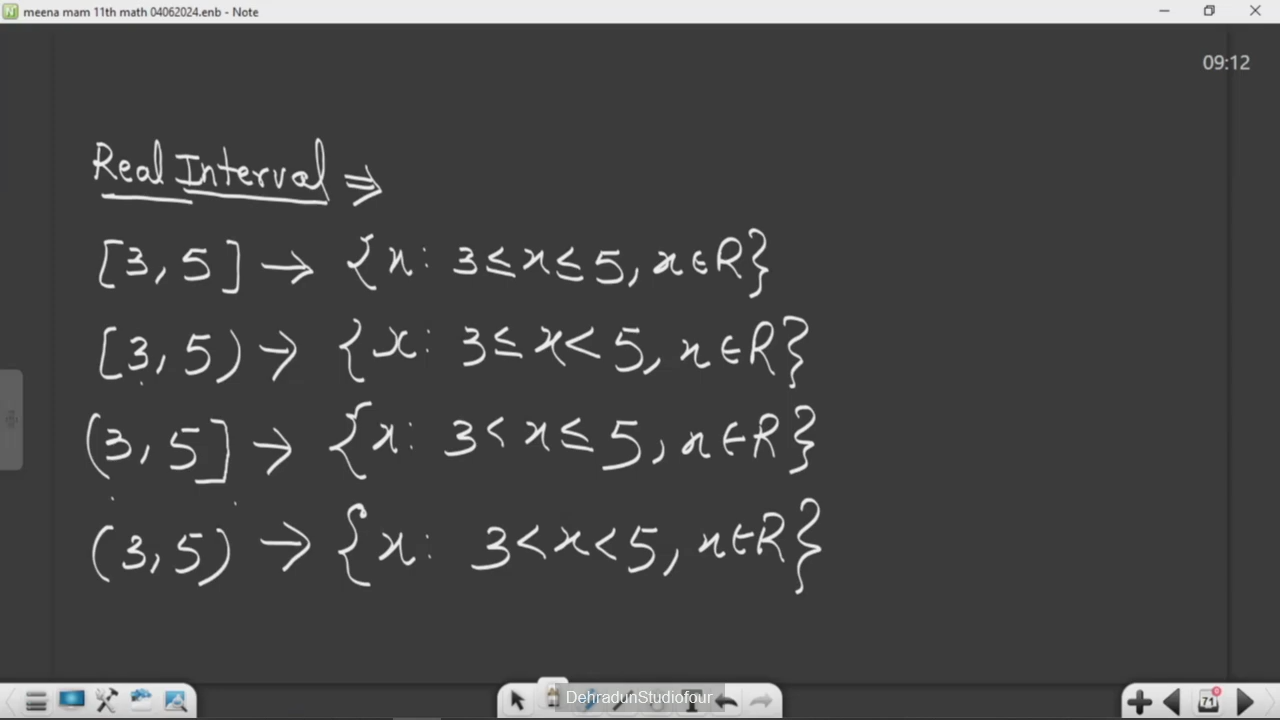 meena mam 11th math 04062024.enb - Note
09:12
Real Interval ⇒
[3, 5] → {x: 3≤x≤5, x∈R}
[3, 5) → {x: 3≤x<5, x∈R}
(3, 5] → {x: 3<x≤5, x∈R}
(3, 5) → {x: 3<x<5, x∈R}
DehradunStudiofour
71